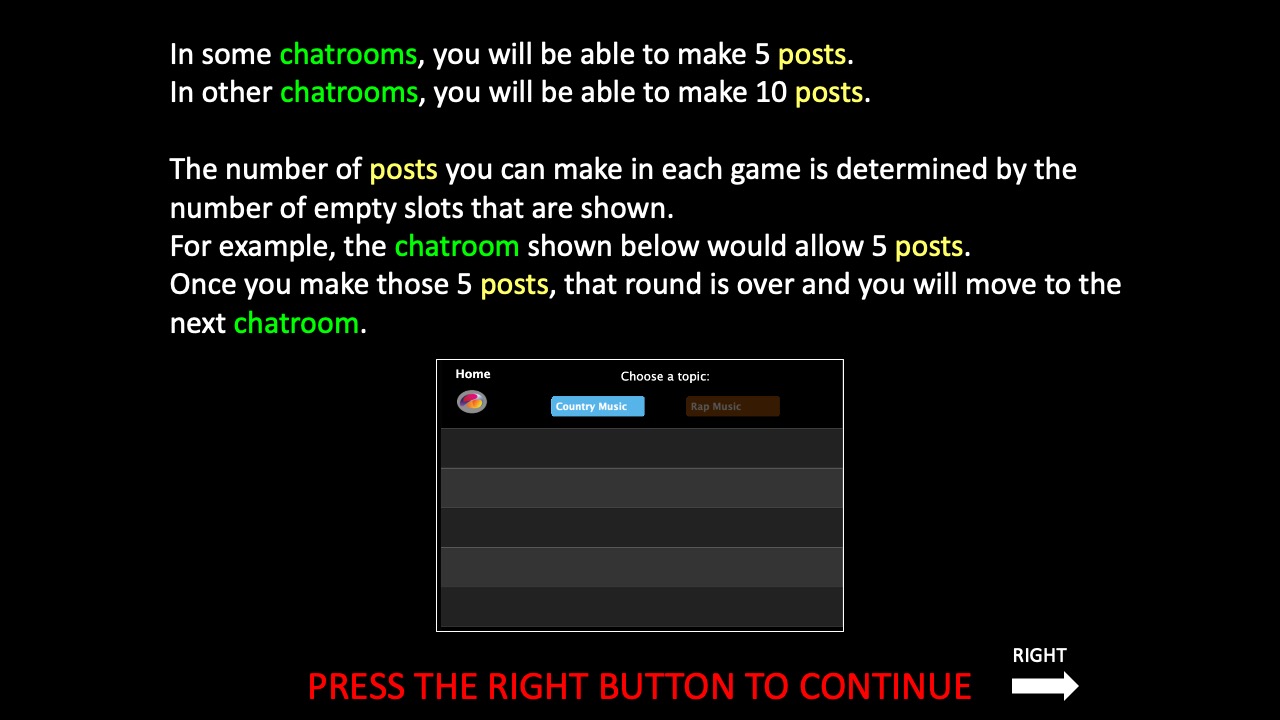 In some chatrooms, you will be able to make 5 posts.
In other chatrooms, you will be able to make 10 posts.
The number of posts you can make in each game is determined by the
number of empty slots that are shown.
For example, the chatroom shown below would allow 5 posts.
Once you make those 5 posts, that round is over and you will move to the
next chatroom.
Home
Choose a topic:
Country Music
Rap Music
RIGHT
PRESS THE RIGHT BUTTON TO CONTINUE